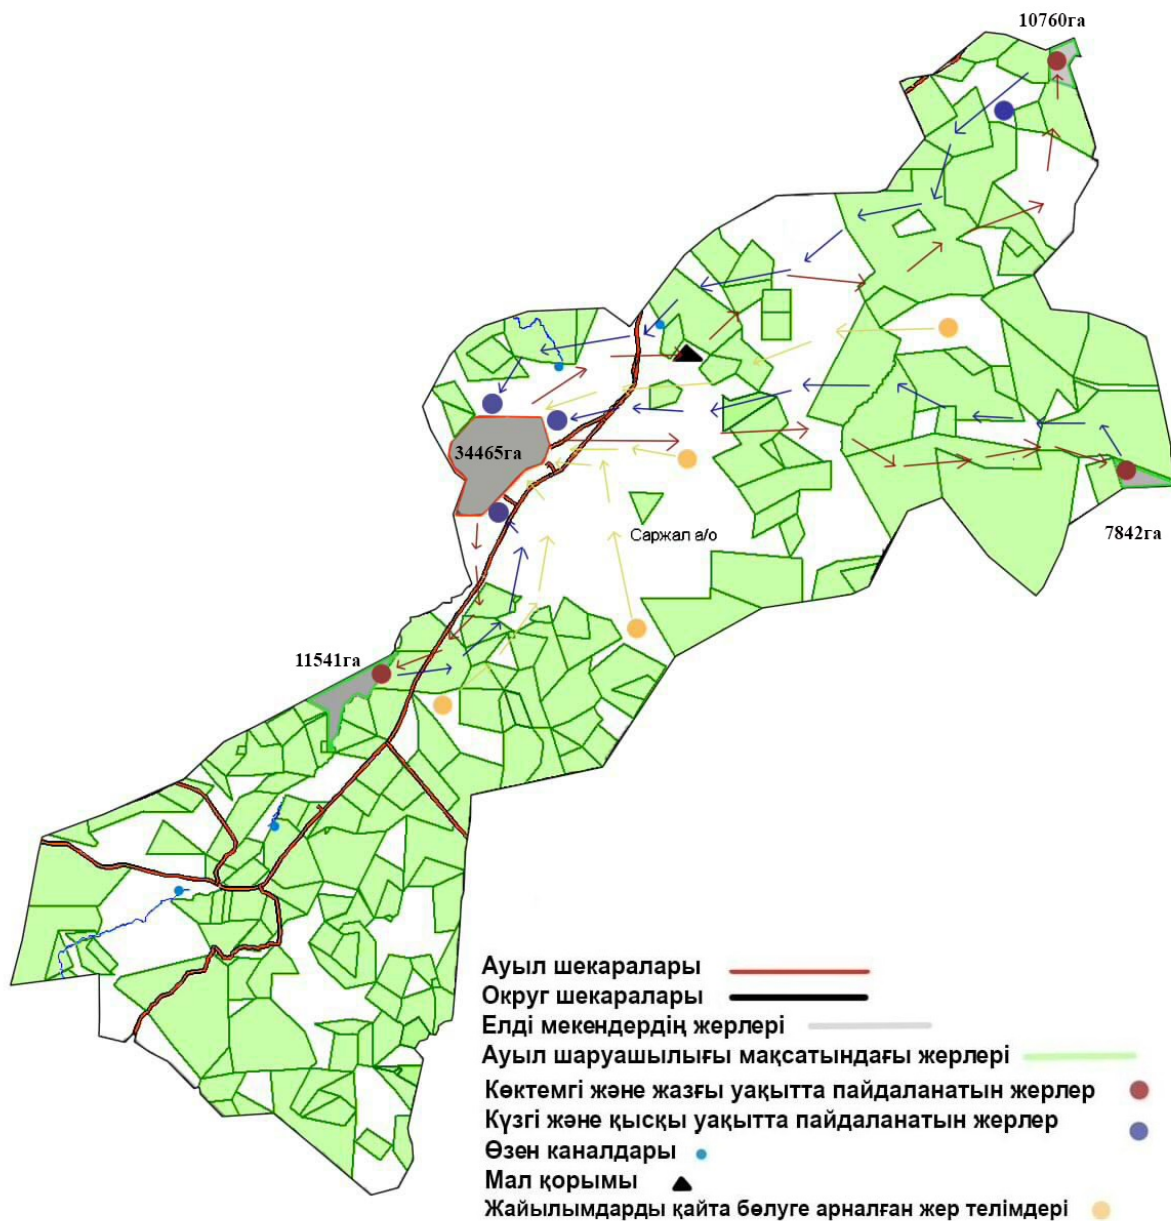 10760га
34465га
Саржал а/о
7842га
11541га
Ауыл шекаралары
Округ шекаралары
Елді мекендердің жерлері
Ауыл шаруашылығы мақсатындағы жерлері
Көктемгі және жазғы уақытта пайдаланатын жерлер
Күзгі және қысқы уақытта пайдаланатын жерлер
Өзен каналдары
Мал қорымы
Жайылымдарды қайта бөлуге арналған жер телімдері